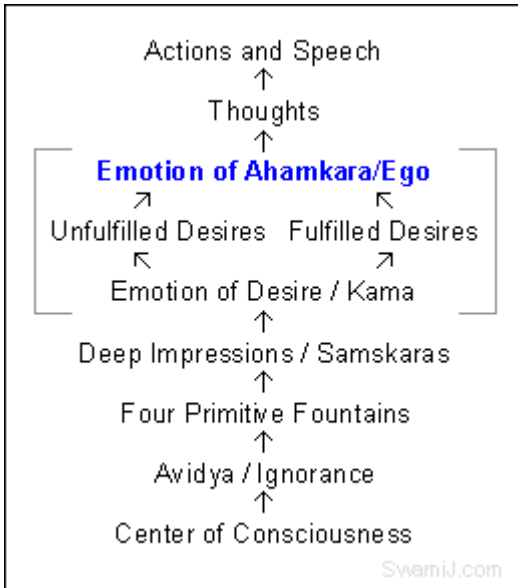 Actions and Speech
Thoughts
Emotion of Ahamkara/Ego
Unfulfilled Desires Fulfilled Desires
Emotion of Desire / Kama
Deep Impressions / Samskaras
Four Primitive Fountains
Avidya / Ignorance
Center of Consciousness
SwamiJ.com